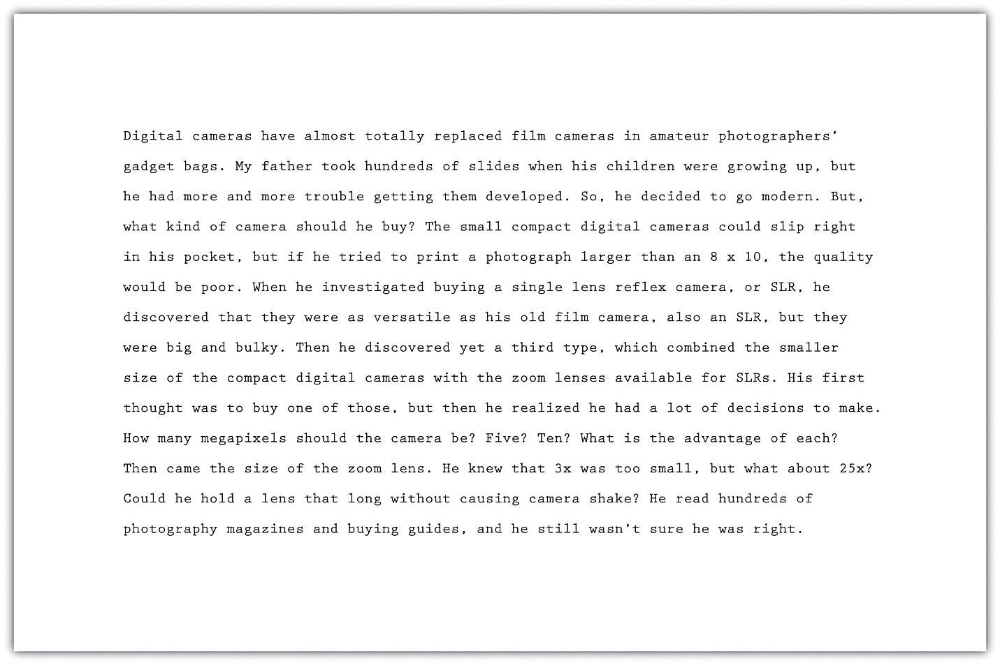 Digital cameras have almost totally replaced film cameras in amateur photographers’
gadget bags. My father took hundreds of slides when his children were growing up, but
he had more and more trouble getting them developed. So, he decided to go modern. But,
what kind of camera should he buy? The small compact digital cameras could slip right
in his pocket, but if he tried to print a photograph larger than an 8 x 10, the quality
would be poor. When he investigated buying a single lens reflex camera, or SLR, he
discovered that they were as versatile as his old film camera, also an SLR, but they
were big and bulky. Then he discovered yet a third type, which combined the smaller
size of the compact digital cameras with the zoom lenses available for SLRs. His first
thought was to buy one of those, but then he realized he had a lot of decisions to make.
How many megapixels should the camera be? Five? Ten? What is the advantage of each?
Then came the size of the zoom lens. He knew that 3x was too small, but what about 25x?
Could he hold a lens that long without causing camera shake? He read hundreds of
photography magazines and buying guides, and he still wasn’t sure he was right.